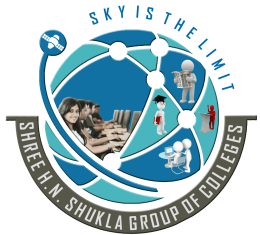 SKY IS THE LIMIT
SHREE H.N. SHUKLA GROUP OF COLLEGES